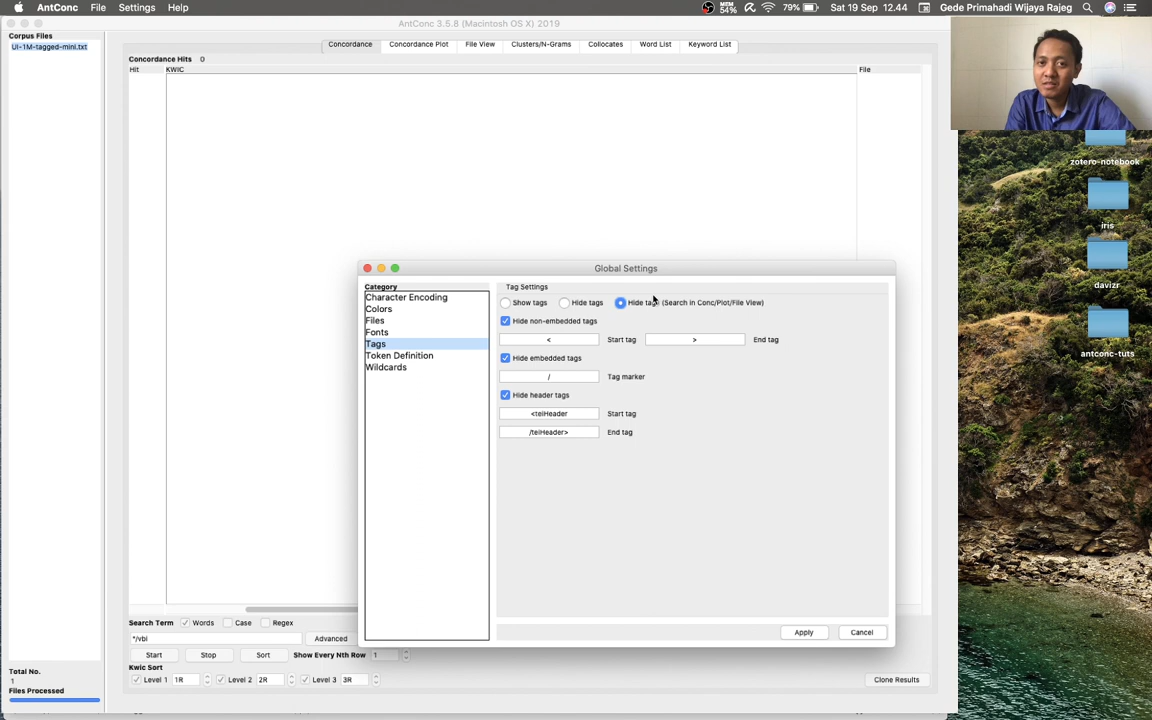 AntConc File Settings Help
MEM 54% 79% Sat 19 Sep 12.44 Gede Primahadi Wijaya Rajeg
AntConc 3.5.8 (Macintosh OS X) 2019
Corpus Files
UI-1M-tagged-mini.txt
Concordance Concordance Plot File View Clusters/N-Grams Collocates Word List Keyword List
Concordance Hits 0
Hit KWIC File
zotero-notebook
iris
davizr
antconc-tuts
Global Settings
Category
Character Encoding
Colors
Files
Fonts
Tags
Token Definition
Wildcards
Tag Settings
Show tags Hide tags Hide tags (Search in Conc/Plot/File View)
Hide non-embedded tags
< Start tag > End tag
Hide embedded tags
/ Tag marker
Hide header tags
<teiHeader Start tag
/teiHeader> End tag
Apply Cancel
Search Term Words Case Regex
*/vbi Advanced
Start Stop Sort Show Every Nth Row 1
Kwic Sort
Level 1 1R Level 2 2R Level 3 3R Clone Results
Total No.
1
Files Processed